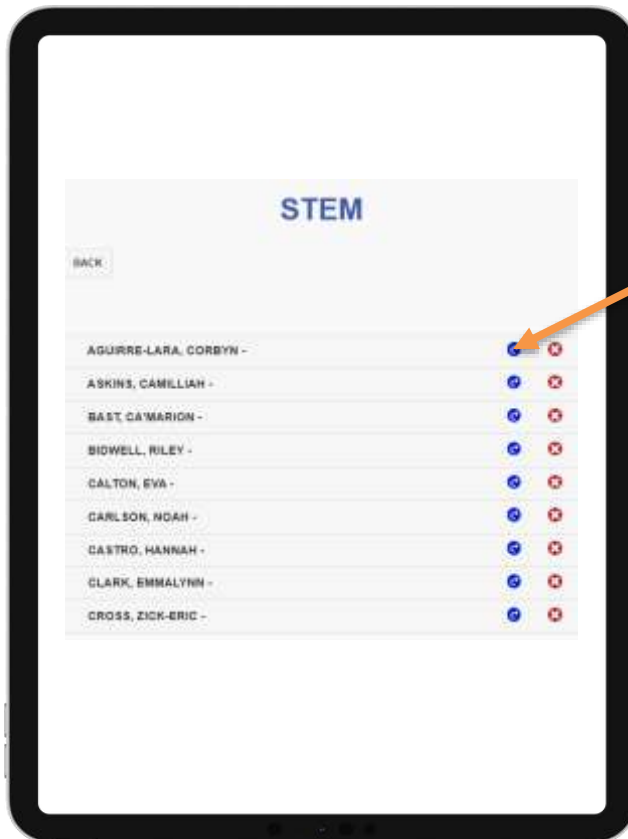 STEM
BACK
AGUIRRE-LARA, CORBYN -
ASKINS, CAMILLIAH -
BAST, CA'MARION -
BIDWELL, RILEY -
CALTON, EVA -
CARLSON, NOAH -
CASTRO, HANNAH -
CLARK, EMMALYNN -
CROSS, ZICK-ERIC -